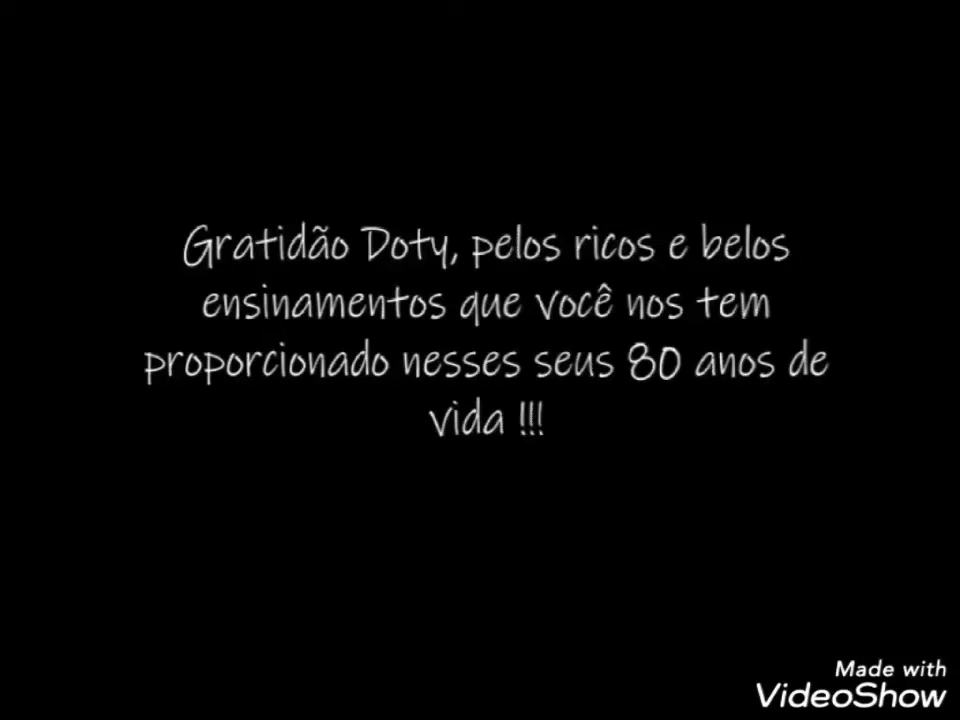 Gratidão Doty, pelos ricos e belos
ensinamentos que você nos tem
proporcionado nesses seus 80 anos de
vida !!!
Made with
VideoShow